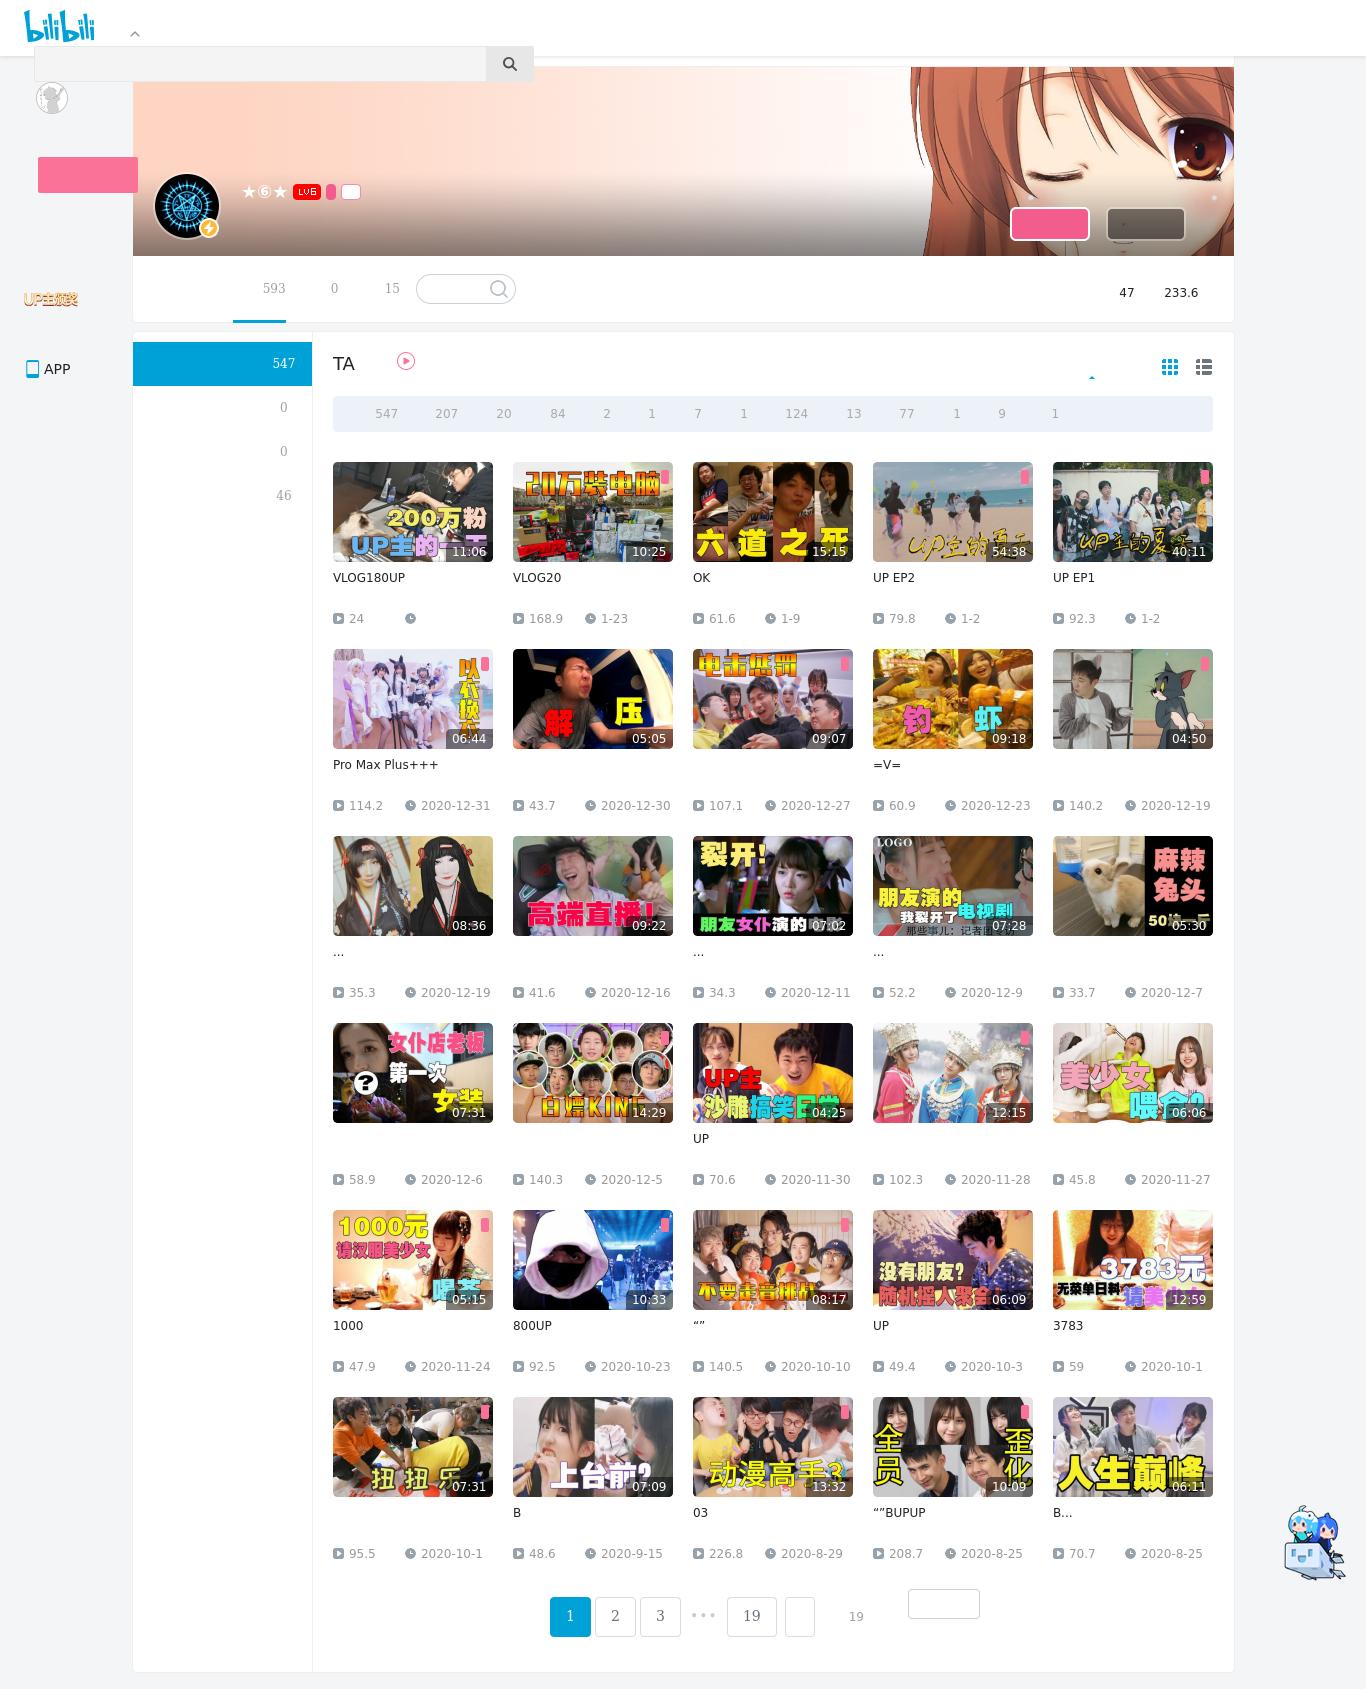 bilibili
★⑥★ LV6
593 0 15
47 233.6
UP主颁奖
APP
547
0
0
46
TA
547 207 20 84 2 1 7 1 124 13 77 1 9 1
200万粉
UP主的一天
11:06
20万装电脑
10:25
六道之死
15:15
UP主的夏天
54:38
UP主的夏天
40:11
VLOG180UP
VLOG20
OK
UP EP2
UP EP1
24
168.9 1-23
61.6 1-9
79.8 1-2
92.3 1-2
以衣换衣
06:44
解压
05:05
电击惩罚
09:07
钓虾
09:18
04:50
Pro Max Plus+++
=V=
114.2 2020-12-31
43.7 2020-12-30
107.1 2020-12-27
60.9 2020-12-23
140.2 2020-12-19
08:36
高端直播!
09:22
裂开!
朋友女仆演的电影
07:02
LOGO
朋友演的
我裂开了电视剧
那些事儿：记者团
07:28
麻辣
兔头
50块一斤
05:30
...
...
...
35.3 2020-12-19
41.6 2020-12-16
34.3 2020-12-11
52.2 2020-12-9
33.7 2020-12-7
女仆店老板
第一次
女装
?
07:31
白嫖KING
14:29
UP主
沙雕搞笑日常
04:25
12:15
美少女
喂食?
06:06
UP
58.9 2020-12-6
140.3 2020-12-5
70.6 2020-11-30
102.3 2020-11-28
45.8 2020-11-27
1000元
请汉服美少女
喝茶
05:15
10:33
不要走音挑战
08:17
没有朋友?
随机摇人聚会
06:09
3783元
无菜单日料
请美少女
12:59
1000
800UP
“”
UP
3783
47.9 2020-11-24
92.5 2020-10-23
140.5 2020-10-10
49.4 2020-10-3
59 2020-10-1
扭扭乐
07:31
上台前?
07:09
动漫高手3
13:32
全员
歪化
10:09
人生巅峰
06:11
B
03
“”BUPUP
B...
95.5 2020-10-1
48.6 2020-9-15
226.8 2020-8-29
208.7 2020-8-25
70.7 2020-8-25
1 2 3 ••• 19 19